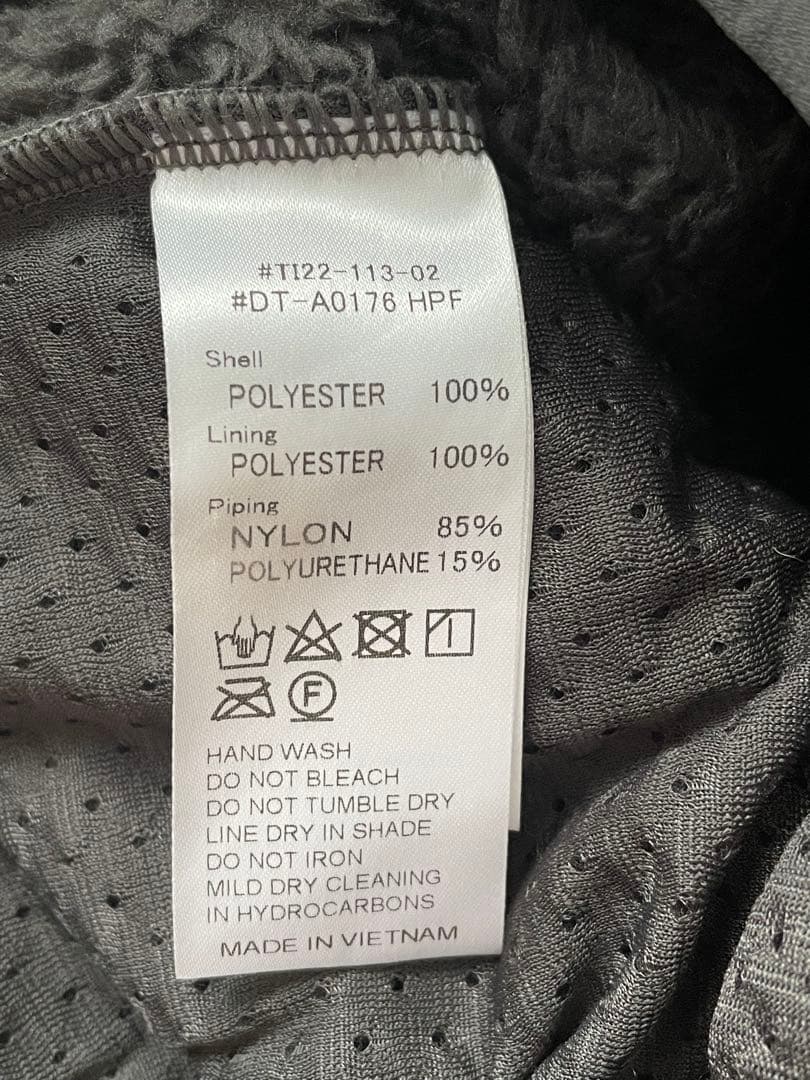 #TI22-113-02
#DT-A0176 HPF
Shell
POLYESTER 100%
Lining
POLYESTER 100%
Piping
NYLON 85%
POLYURETHANE 15%
F
HAND WASH
DO NOT BLEACH
DO NOT TUMBLE DRY
LINE DRY IN SHADE
DO NOT IRON
MILD DRY CLEANING
IN HYDROCARBONS
MADE IN VIETNAM